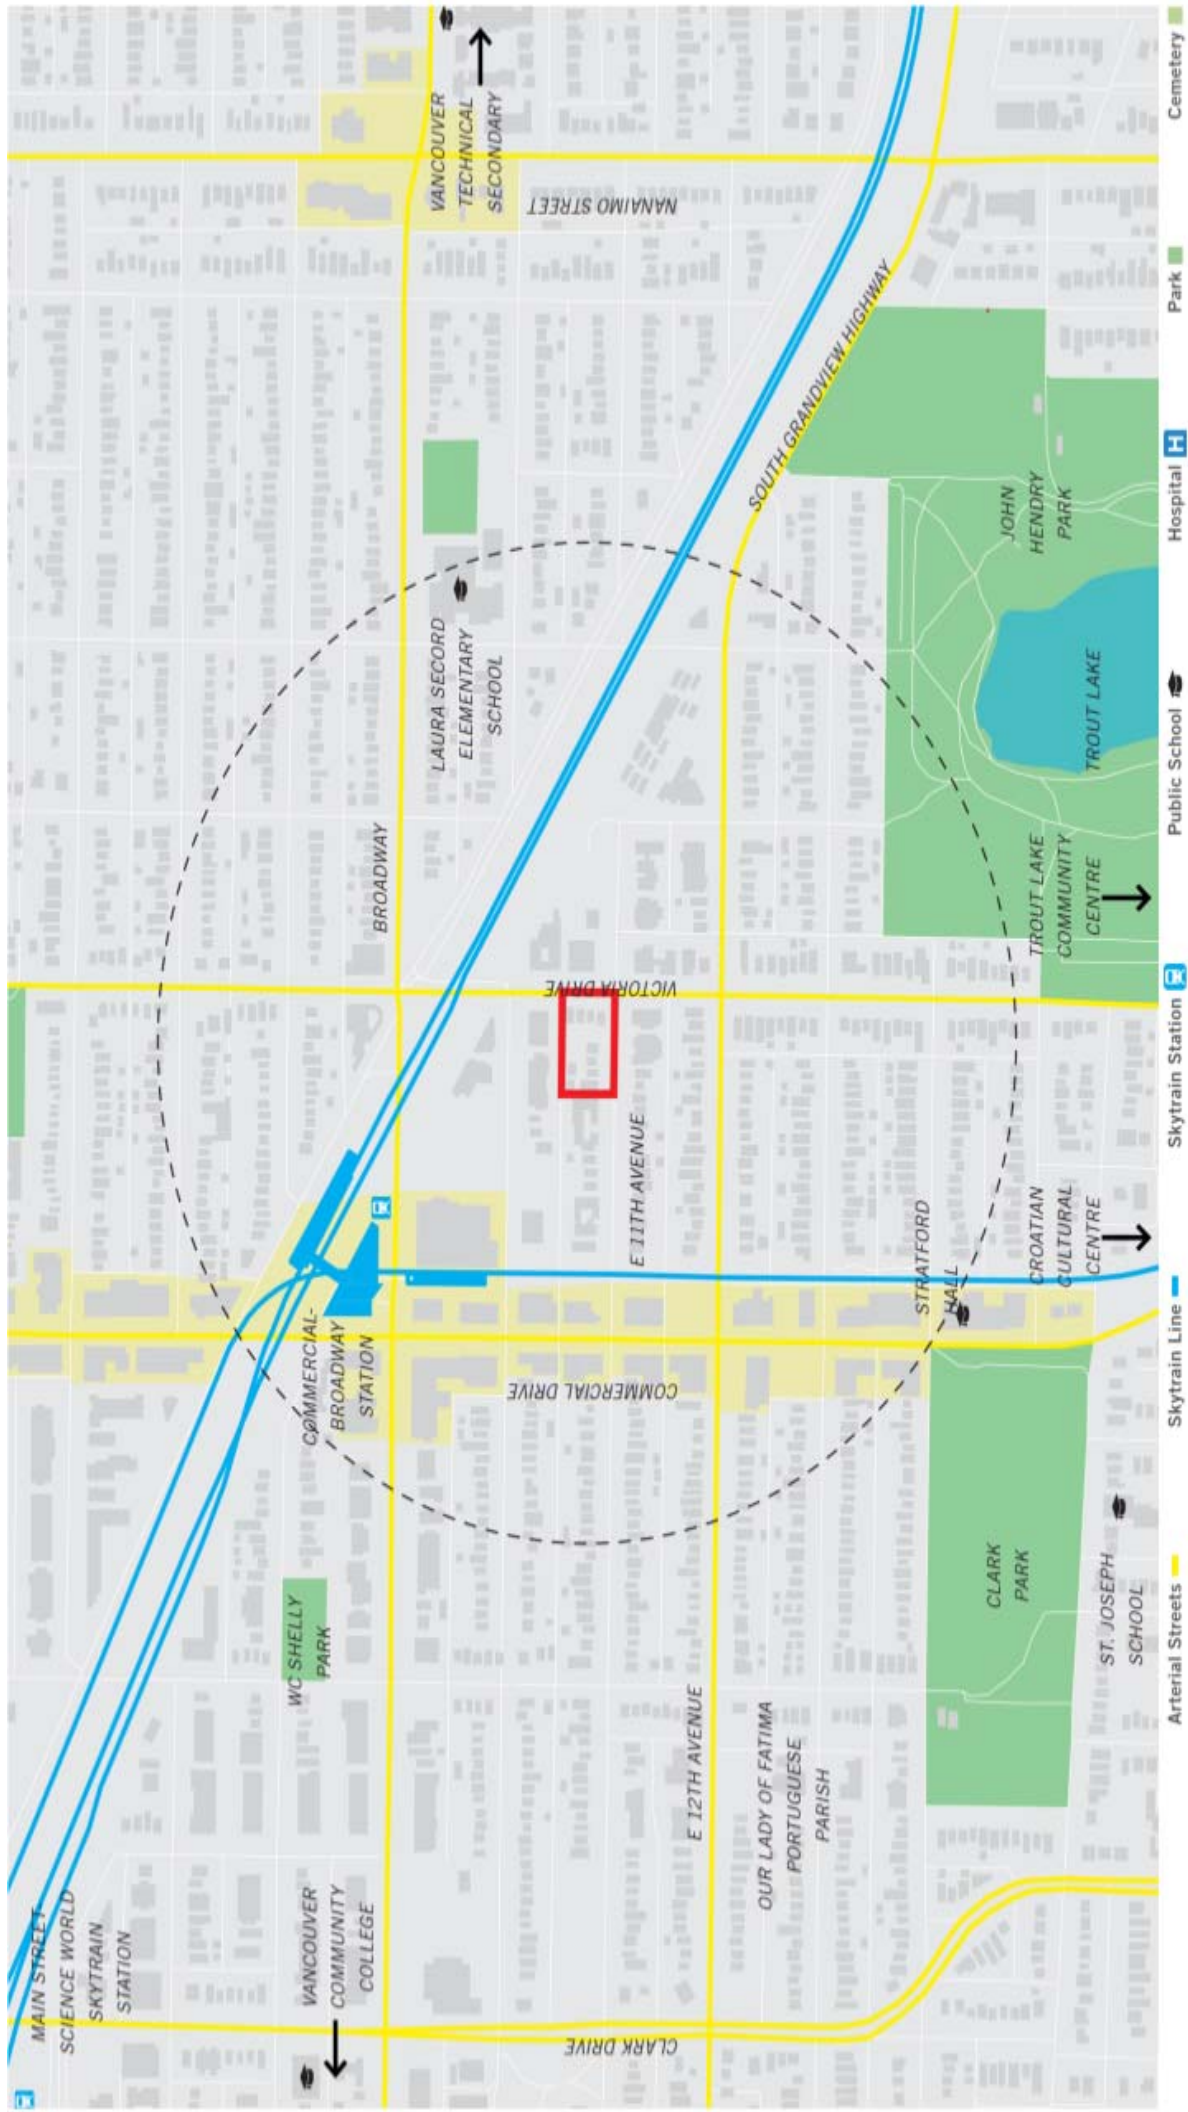 MAIN STREET-
SCIENCE WORLD
SKYTRAIN
STATION
VANCOUVER
COMMUNITY
COLLEGE
CLARK DRIVE
WC SHELLY
PARK
COMMERCIAL-
BROADWAY
STATION
COMMERCIAL DRIVE
BROADWAY
VICTORIA DRIVE
LAURA SECORD
ELEMENTARY
SCHOOL
VANCOUVER
TECHNICAL
SECONDARY
NANAIMO STREET
E 11TH AVENUE
E 12TH AVENUE
SOUTH GRANDVIEW HIGHWAY
OUR LADY OF FATIMA
PORTUGUESE
PARISH
CLARK
PARK
ST. JOSEPH
SCHOOL
STRATFORD
HALL
CROATIAN
CULTURAL
CENTRE
TROUT LAKE
COMMUNITY
CENTRE
TROUT LAKE
JOHN
HENDRY
PARK
Arterial Streets
Skytrain Line
Skytrain Station
Public School
Hospital H
Park
Cemetery